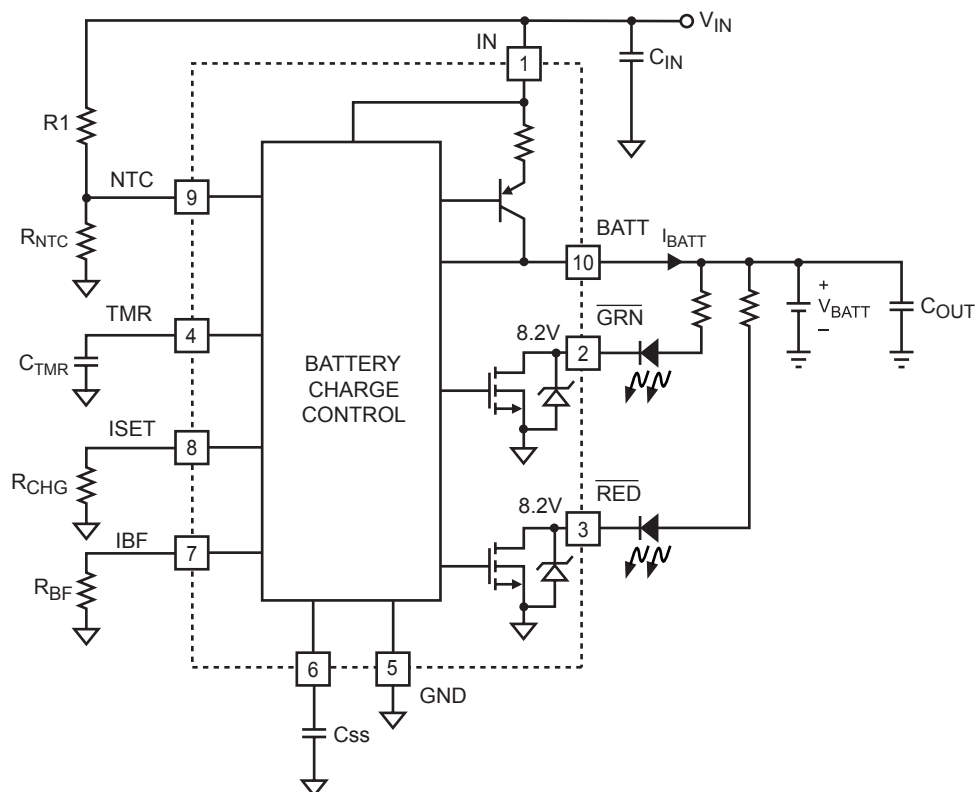 V_IN
IN
1
C_IN
R1
NTC
9
R_NTC
BATT
I_BATT
10
TMR
4
C_TMR
8.2V
GRN
2
+
V_BATT
–
C_OUT
BATTERY
CHARGE
CONTROL
ISET
8
R_CHG
8.2V
RED
3
IBF
7
R_BF
6
5
GND
Css